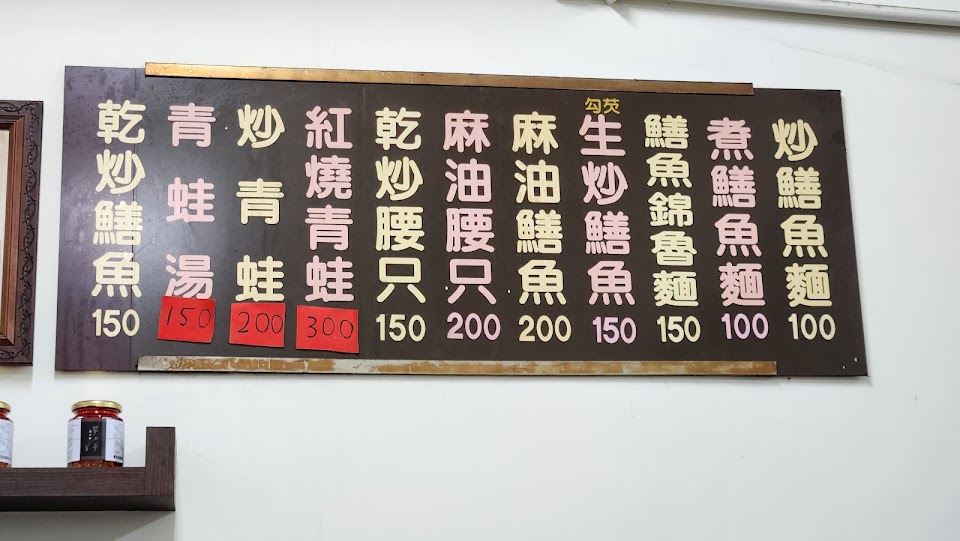 炒鱔魚麵 100
煮鱔魚麵 100
鱔魚錦魯麵 150
勾芡
生炒鱔魚 150
麻油鱔魚 200
麻油腰只 200
乾炒腰只 150
紅燒青蛙 300
炒青蛙 200
青蛙湯 150
乾炒鱔魚 150